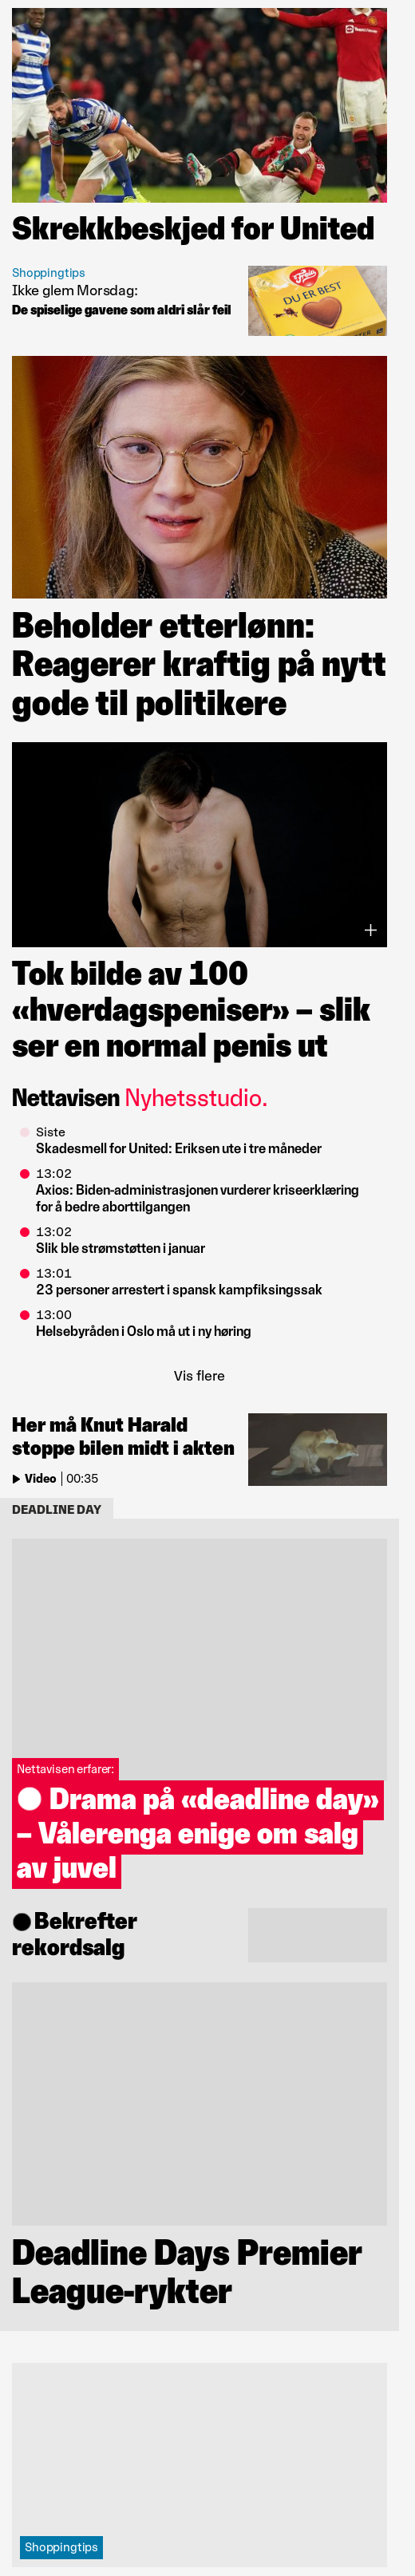 Skrekkbeskjed for United
Shoppingtips
Ikke glem Morsdag:
De spiselige gavene som aldri slår feil
Freia
DU ER BEST
Beholder etterlønn:
Reagerer kraftig på nytt
gode til politikere
Tok bilde av 100
«hverdagspeniser» – slik
ser en normal penis ut
Nettavisen Nyhetsstudio.
Siste
Skadesmell for United: Eriksen ute i tre måneder
13:02
Axios: Biden-administrasjonen vurderer kriseerklæring
for å bedre aborttilgangen
13:02
Slik ble strømstøtten i januar
13:01
23 personer arrestert i spansk kampfiksingssak
13:00
Helsebyråden i Oslo må ut i ny høring
Vis flere
Her må Knut Harald
stoppe bilen midt i akten
Video | 00:35
DEADLINE DAY
Nettavisen erfarer:
Drama på «deadline day»
– Vålerenga enige om salg
av juvel
Bekrefter
rekordsalg
Deadline Days Premier
League-rykter
Shoppingtips